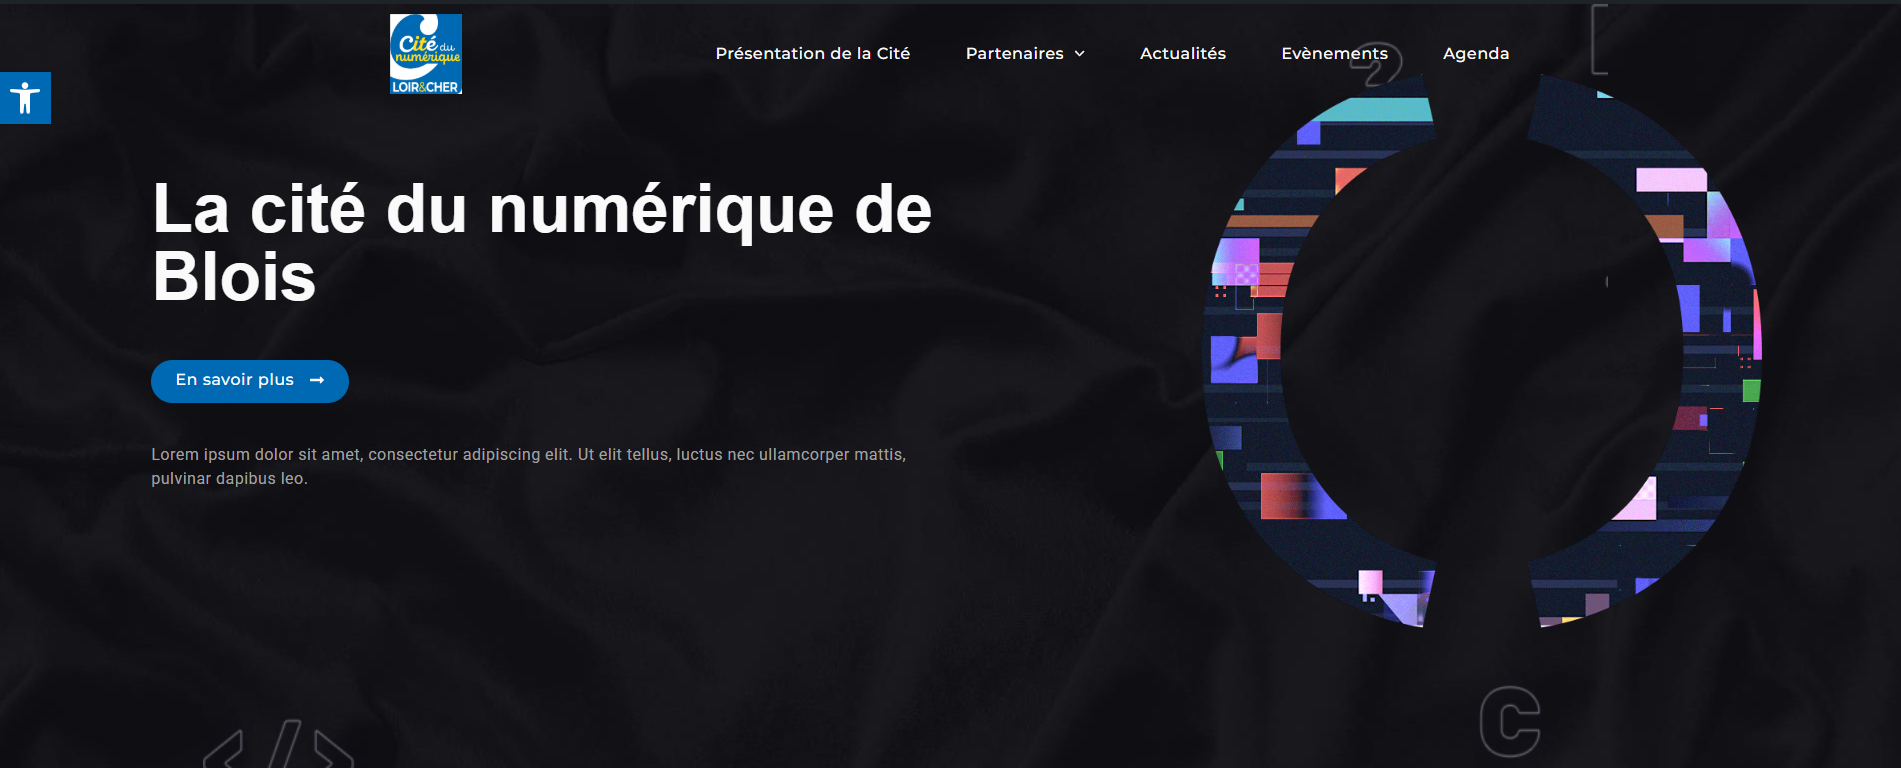 Cité du
numérique
LOIR&CHER
Présentation de la Cité
Partenaires
Actualités
Evènements
Agenda
2
[
La cité du numérique de
Blois
En savoir plus
Lorem ipsum dolor sit amet, consectetur adipiscing elit. Ut elit tellus, luctus nec ullamcorper mattis,
pulvinar dapibus leo.
C
</>